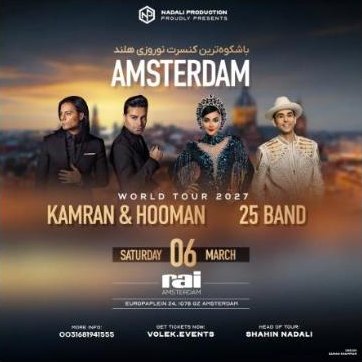 NADALI PRODUCTION
PROUDLY PRESENTS
باشکوه‌ترین کنسرت نوروزی هلند
AMSTERDAM
WORLD TOUR 2027
KAMRAN & HOOMAN 25 BAND
SATURDAY 06 MARCH
rai
AMSTERDAM
EUROPAPLEIN 24, 1078 GZ AMSTERDAM
MORE INFO: GET TICKETS NOW: HEAD OF TOUR:
0031681941555 VOLEK.EVENTS SHAHIN NADALI